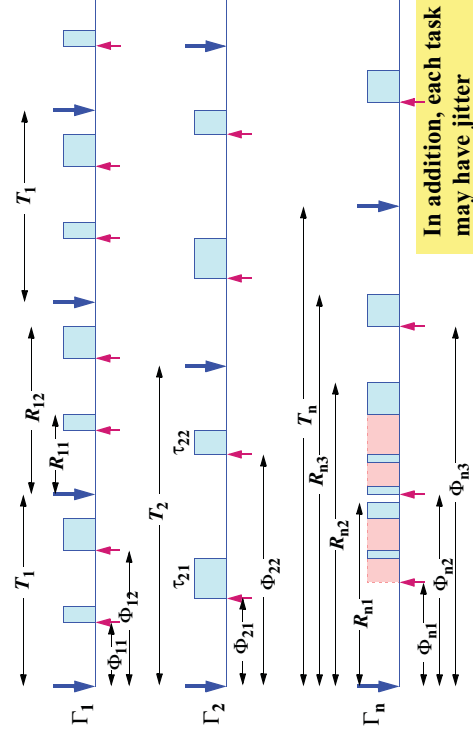 T1
T1
R12
R11
Φ11
Φ12
Γ1
T2
τ21
τ22
Φ21
Φ22
Γ2
Tn
Rn3
Rn2
Rn1
Φn1
Φn2
Φn3
Γn
In addition, each task
may have jitter